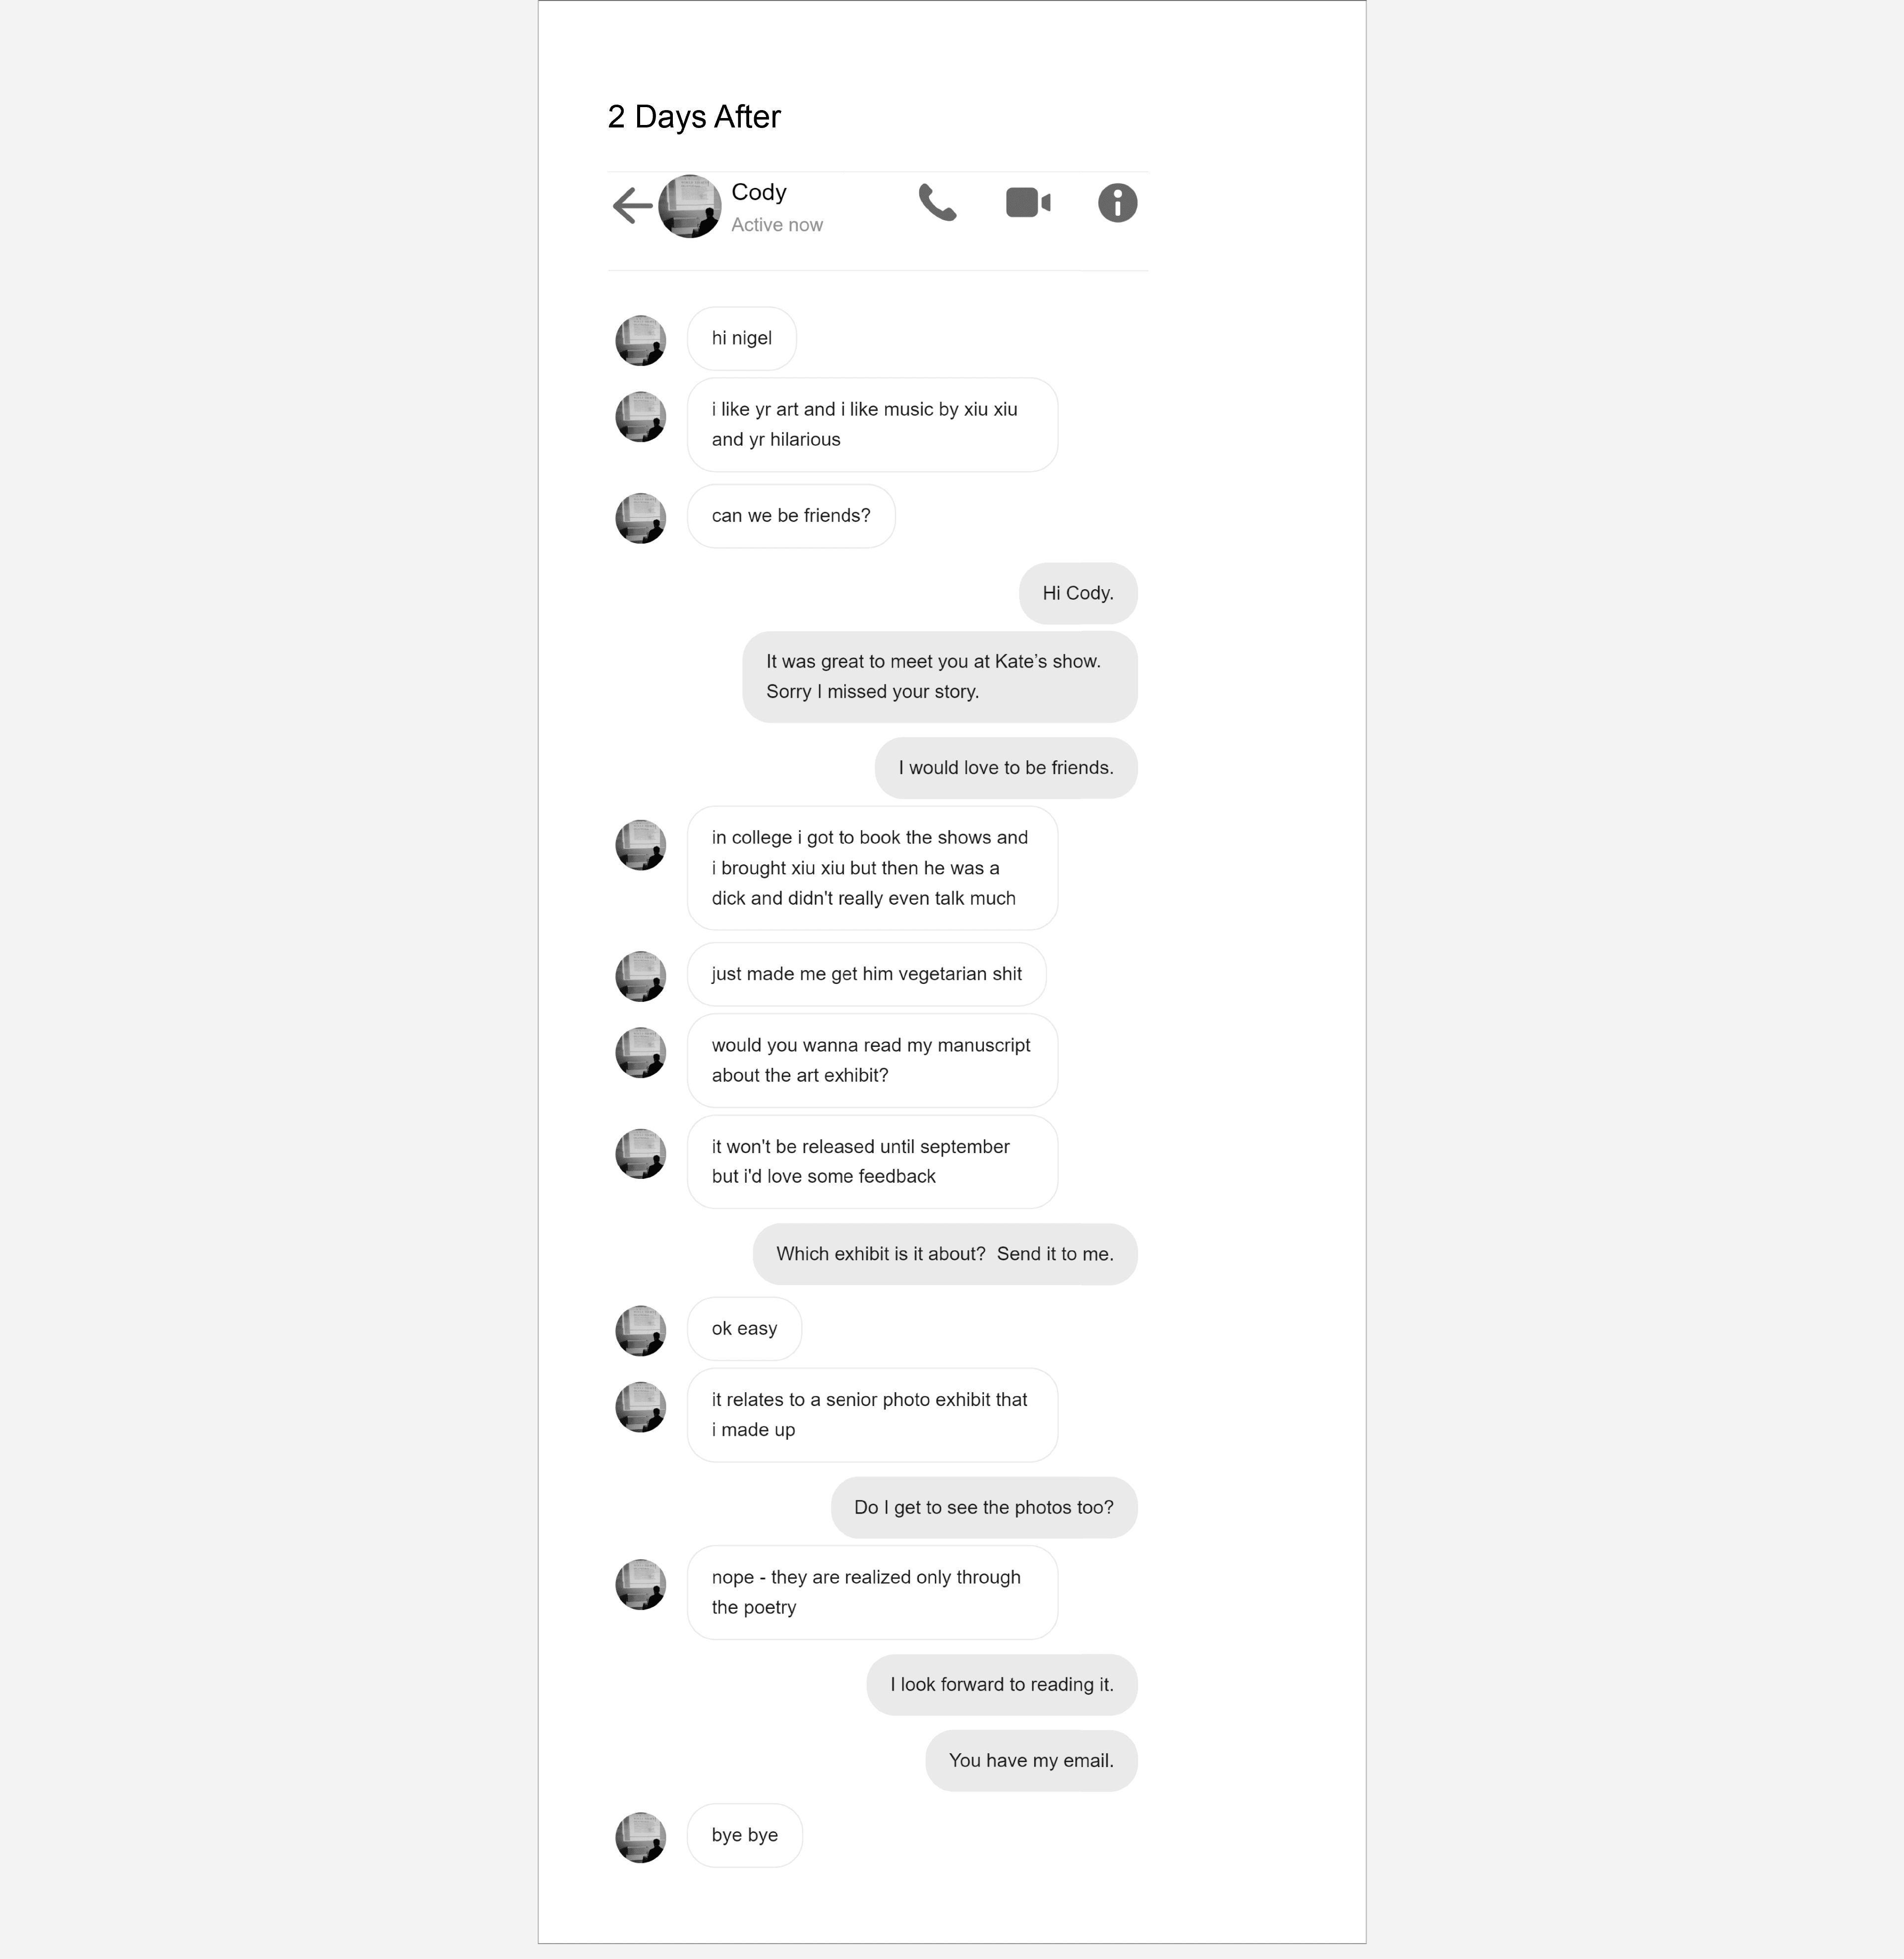 2 Days After
Cody
Active now
hi nigel
i like yr art and i like music by xiu xiu
and yr hilarious
can we be friends?
Hi Cody.
It was great to meet you at Kate’s show.
Sorry I missed your story.
I would love to be friends.
in college i got to book the shows and
i brought xiu xiu but then he was a
dick and didn't really even talk much
just made me get him vegetarian shit
would you wanna read my manuscript
about the art exhibit?
it won't be released until september
but i'd love some feedback
Which exhibit is it about?  Send it to me.
ok easy
it relates to a senior photo exhibit that
i made up
Do I get to see the photos too?
nope - they are realized only through
the poetry
I look forward to reading it.
You have my email.
bye bye